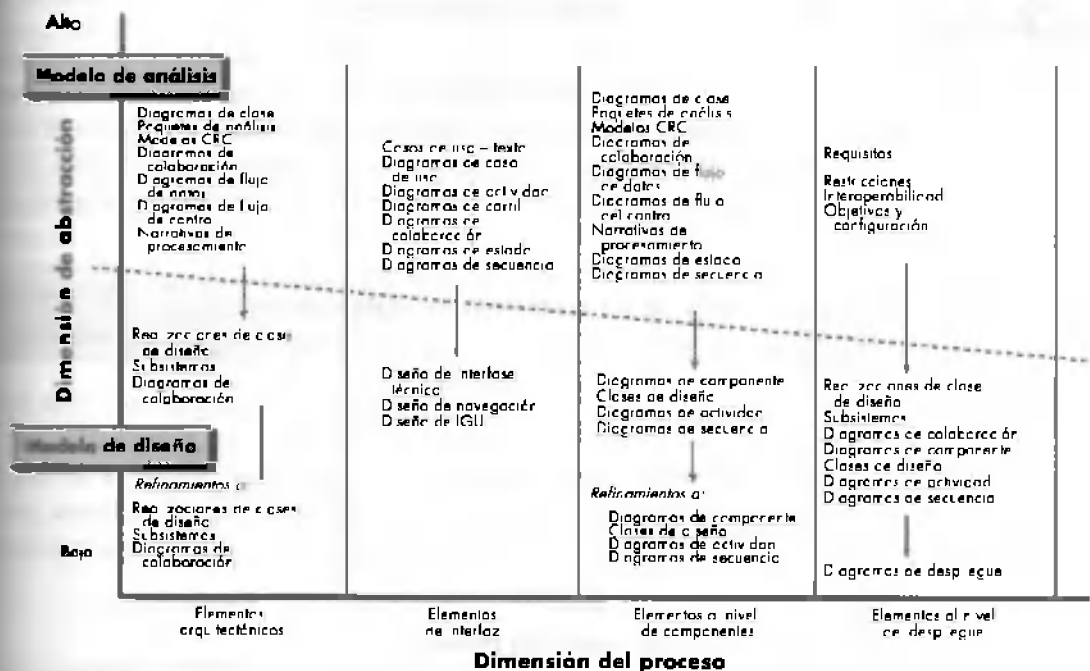 Alto
Modelo de análisis
Dimensión de abstracción
Diagramas de clase
Paquetes de análisis
Modelos CRC
Diagramas de
colaboración
Diagramas de flujo
de datos
Diagramas de flujo
de control
Narrativas de
procesamiento
Casos de uso – texto
Diagramas de caso
de uso
Diagramas de actividad
Diagramas de carril
Diagramas de
colaboración
Diagramas de estado
Diagramas de secuencia
Diagramas de clase
Paquetes de análisis
Modelos CRC
Diagramas de
colaboración
Diagramas de flujo
de datos
Diagramas de flujo
del control
Narrativas de
procesamiento
Diagramas de estado
Diagramas de secuencia
Requisitos
Restricciones
Interoperabilidad
Objetivos y
configuración
Realizaciones de clase
de diseño
Subsistemas
Diagramas de
colaboración
Diseño de interfase
técnico
Diseño de navegación
Diseño de IGU
Diagramas de componente
Clases de diseño
Diagramas de actividad
Diagramas de secuencia
Realizaciones de clase
de diseño
Subsistemas
Diagramas de colaboración
Diagramas de componente
Clases de diseño
Diagramas de actividad
Diagramas de secuencia
Modelo de diseño
Refinamientos a:
Realizaciones de clases
de diseño
Subsistemas
Diagramas de
colaboración
Refinamientos a:
Diagramas de componente
Clases de diseño
Diagramas de actividad
Diagramas de secuencia
Diagramas de despliegue
Bajo
Elementos
arquitectónicos
Elementos
de interfaz
Elementos a nivel
de componentes
Elementos al nivel
del despliegue
Dimensión del proceso